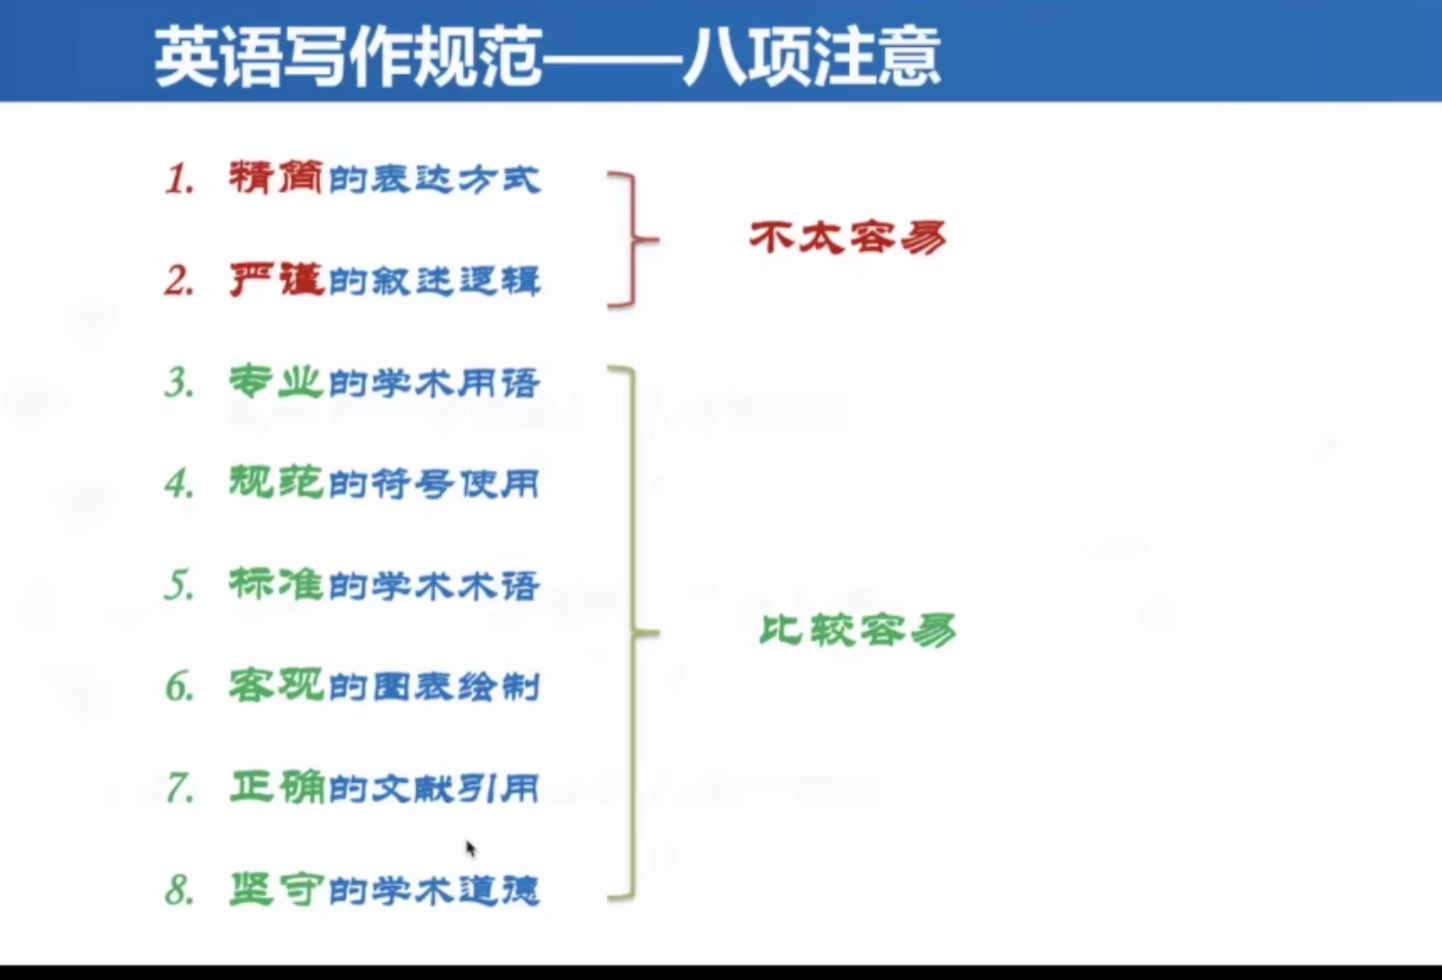 英语写作规范——八项注意
1. 精简的表达方式
2. 严谨的叙述逻辑
不太容易
3. 专业的学术用语
4. 规范的符号使用
5. 标准的学术术语
6. 客观的图表绘制
7. 正确的文献引用
8. 坚守的学术道德
比较容易